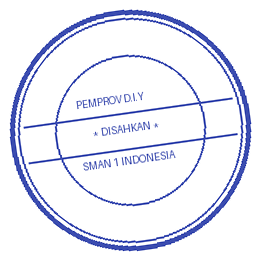 PEMPROV D.I.Y
* DISAHKAN *
SMAN 1 INDONESIA